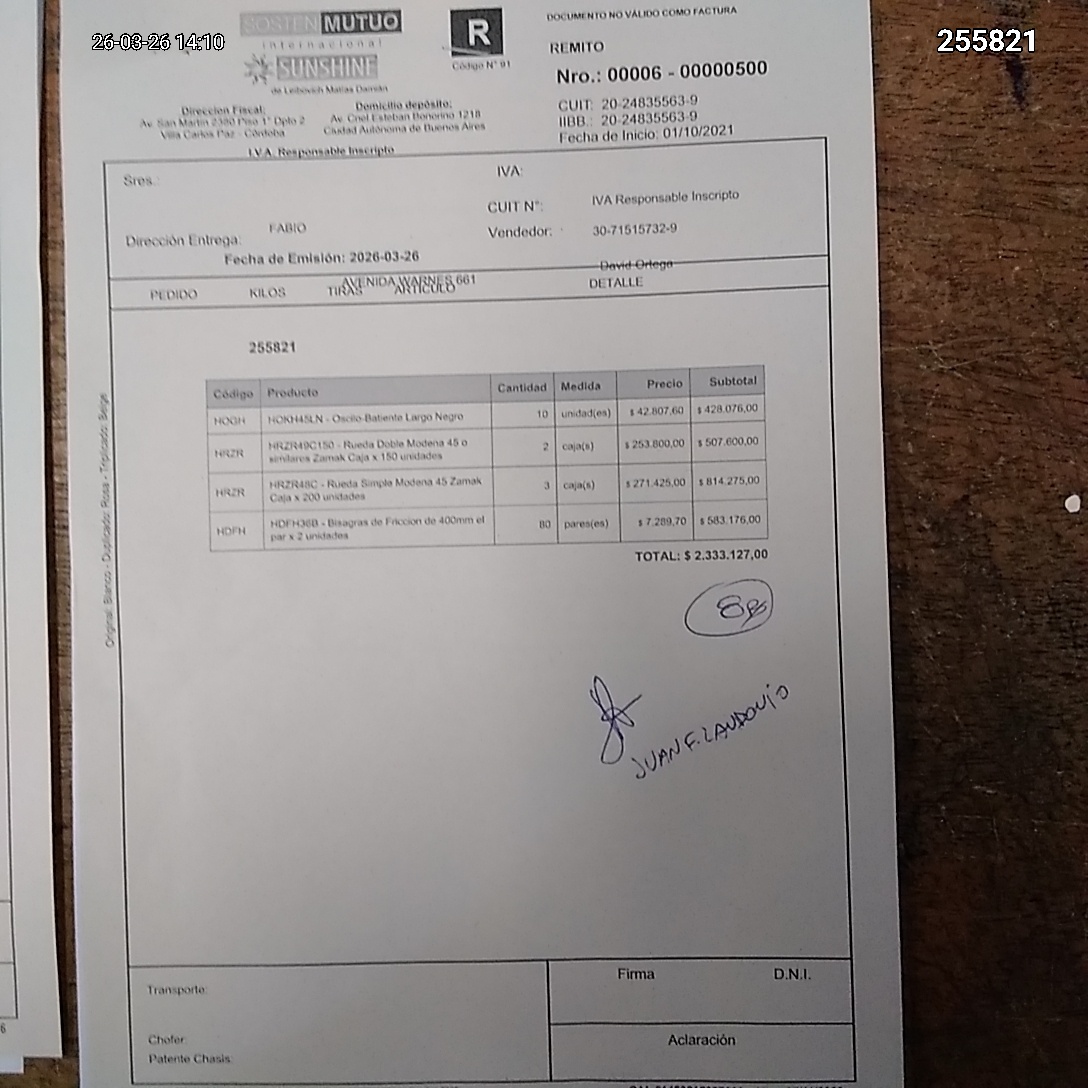 26-03-26 14:10
255821
SOSTEN MUTUO
internacional
SUNSHINE
de Leibovich Matías Damián
Dirección Fiscal:
Av. San Martín 2380 Piso 1° Dpto 2
Villa Carlos Paz - Córdoba
Domicilio depósito:
Av. Cnel Esteban Bonorino 1218
Ciudad Autónoma de Buenos Aires
I.V.A. Responsable Inscripto
R
Código N° 91
DOCUMENTO NO VÁLIDO COMO FACTURA
REMITO
Nro.: 00006 - 00000500
CUIT: 20-24835563-9
IIBB.: 20-24835563-9
Fecha de Inicio: 01/10/2021
Sres.:
IVA:
IVA Responsable Inscripto
CUIT N°:
30-71515732-9
FABIO
Dirección Entrega:
Vendedor:
David Ortega
Fecha de Emisión: 2026-03-26
AVENIDA WARNES 661
PEDIDO KILOS TIRAS ARTICULO DETALLE
255821
Código Producto Cantidad Medida Precio Subtotal
HOGH HOKH45LN - Oscilo-Batiente Largo Negro 10 unidad(es) $ 42.807,60 $ 428.076,00
HRZR HRZR49C150 - Rueda Doble Modena 45 o
similares Zamak Caja x 150 unidades 2 caja(s) $ 253.800,00 $ 507.600,00
HRZR HRZR48C - Rueda Simple Modena 45 Zamak
Caja x 200 unidades 3 caja(s) $ 271.425,00 $ 814.275,00
HDFH HDFH36B - Bisagras de Friccion de 400mm el
par x 2 unidades 80 pares(es) $ 7.289,70 $ 583.176,00
TOTAL: $ 2.333.127,00
JUAN F. LANDOVIO
Original: Blanco - Duplicado: Rosa - Triplicado: Beige
Transporte:
Chofer:
Patente Chasis:
Firma D.N.I.
Aclaración
6